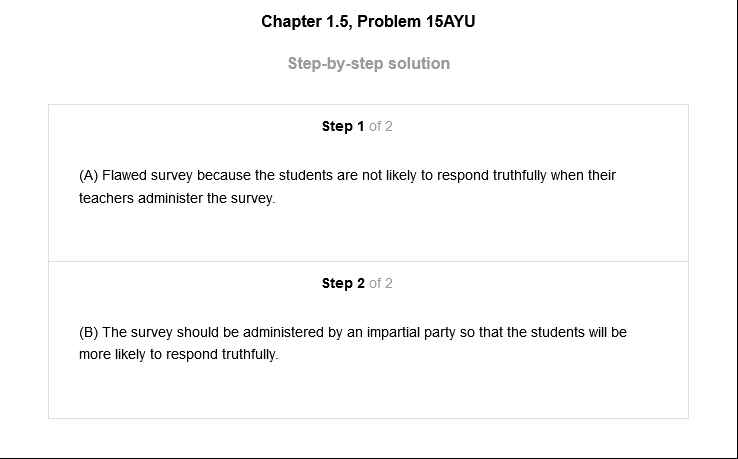 Chapter 1.5, Problem 15AYU
Step-by-step solution
Step 1 of 2
(A) Flawed survey because the students are not likely to respond truthfully when their
teachers administer the survey.
Step 2 of 2
(B) The survey should be administered by an impartial party so that the students will be
more likely to respond truthfully.